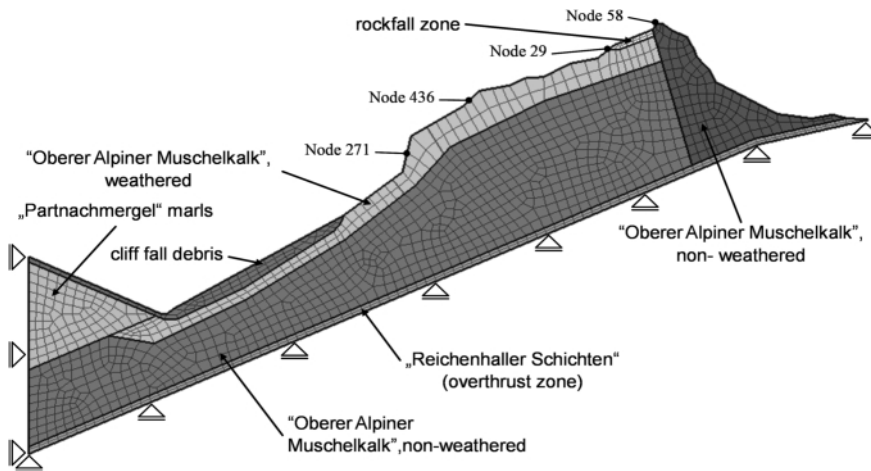 Node 58
rockfall zone
Node 29
Node 436
Node 271
“Oberer Alpiner Muschelkalk”,
weathered
„Partnachmergel“ marls
cliff fall debris
“Oberer Alpiner Muschelkalk”,
non- weathered
„Reichenhaller Schichten“
(overthrust zone)
“Oberer Alpiner
Muschelkalk”,non-weathered